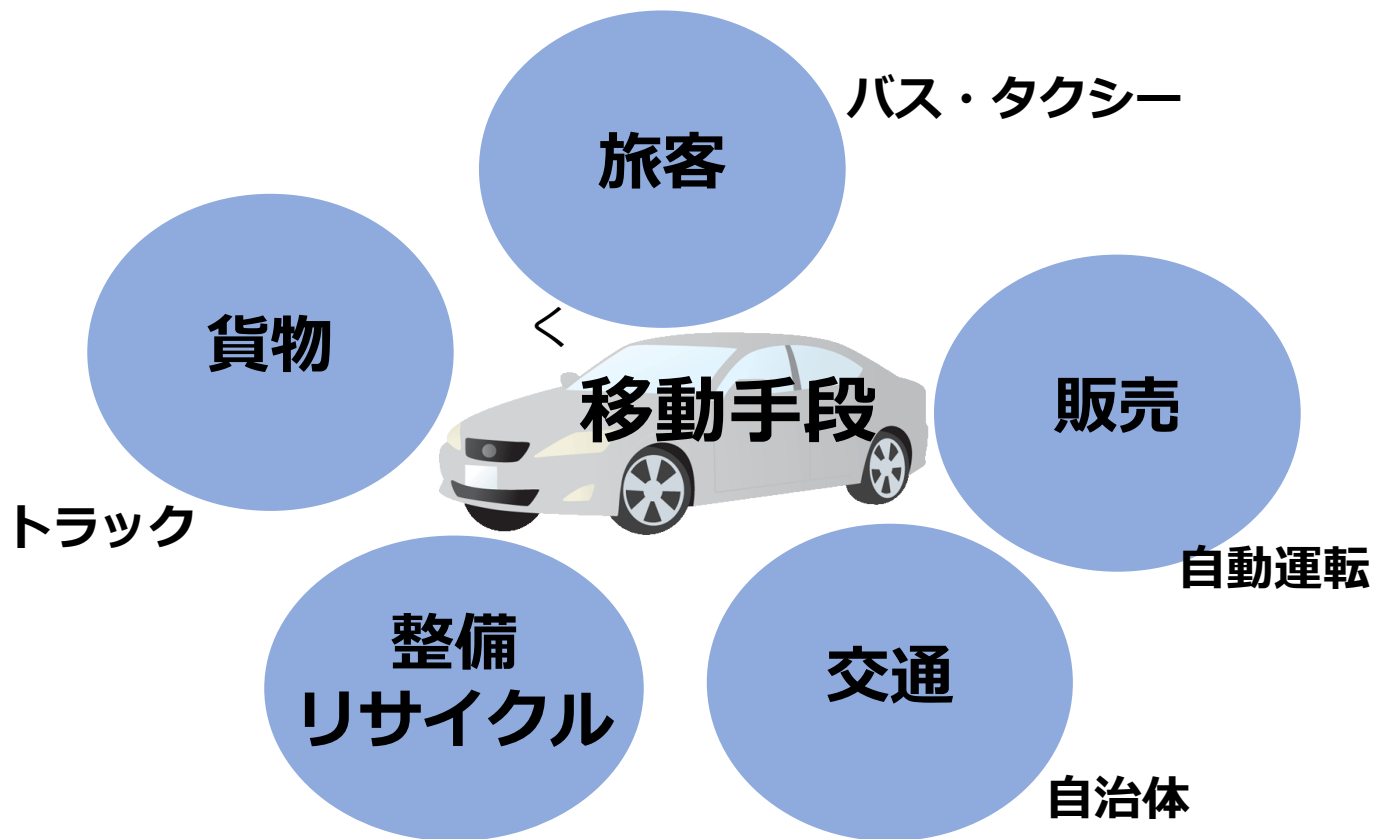 バス・タクシー
旅客
貨物
く
移動手段
販売
トラック
自動運転
整備
リサイクル
交通
自治体